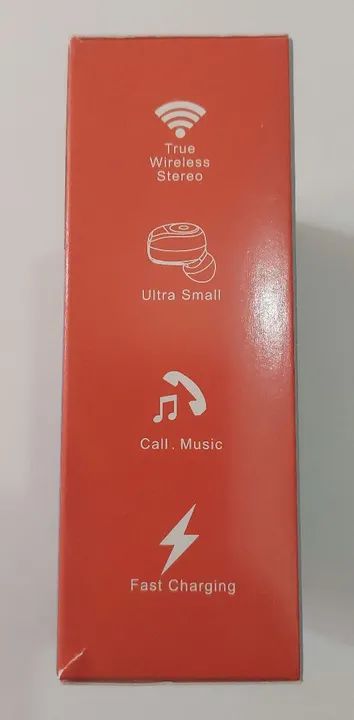 True
Wireless
Stereo
Ultra Small
Call . Music
Fast Charging